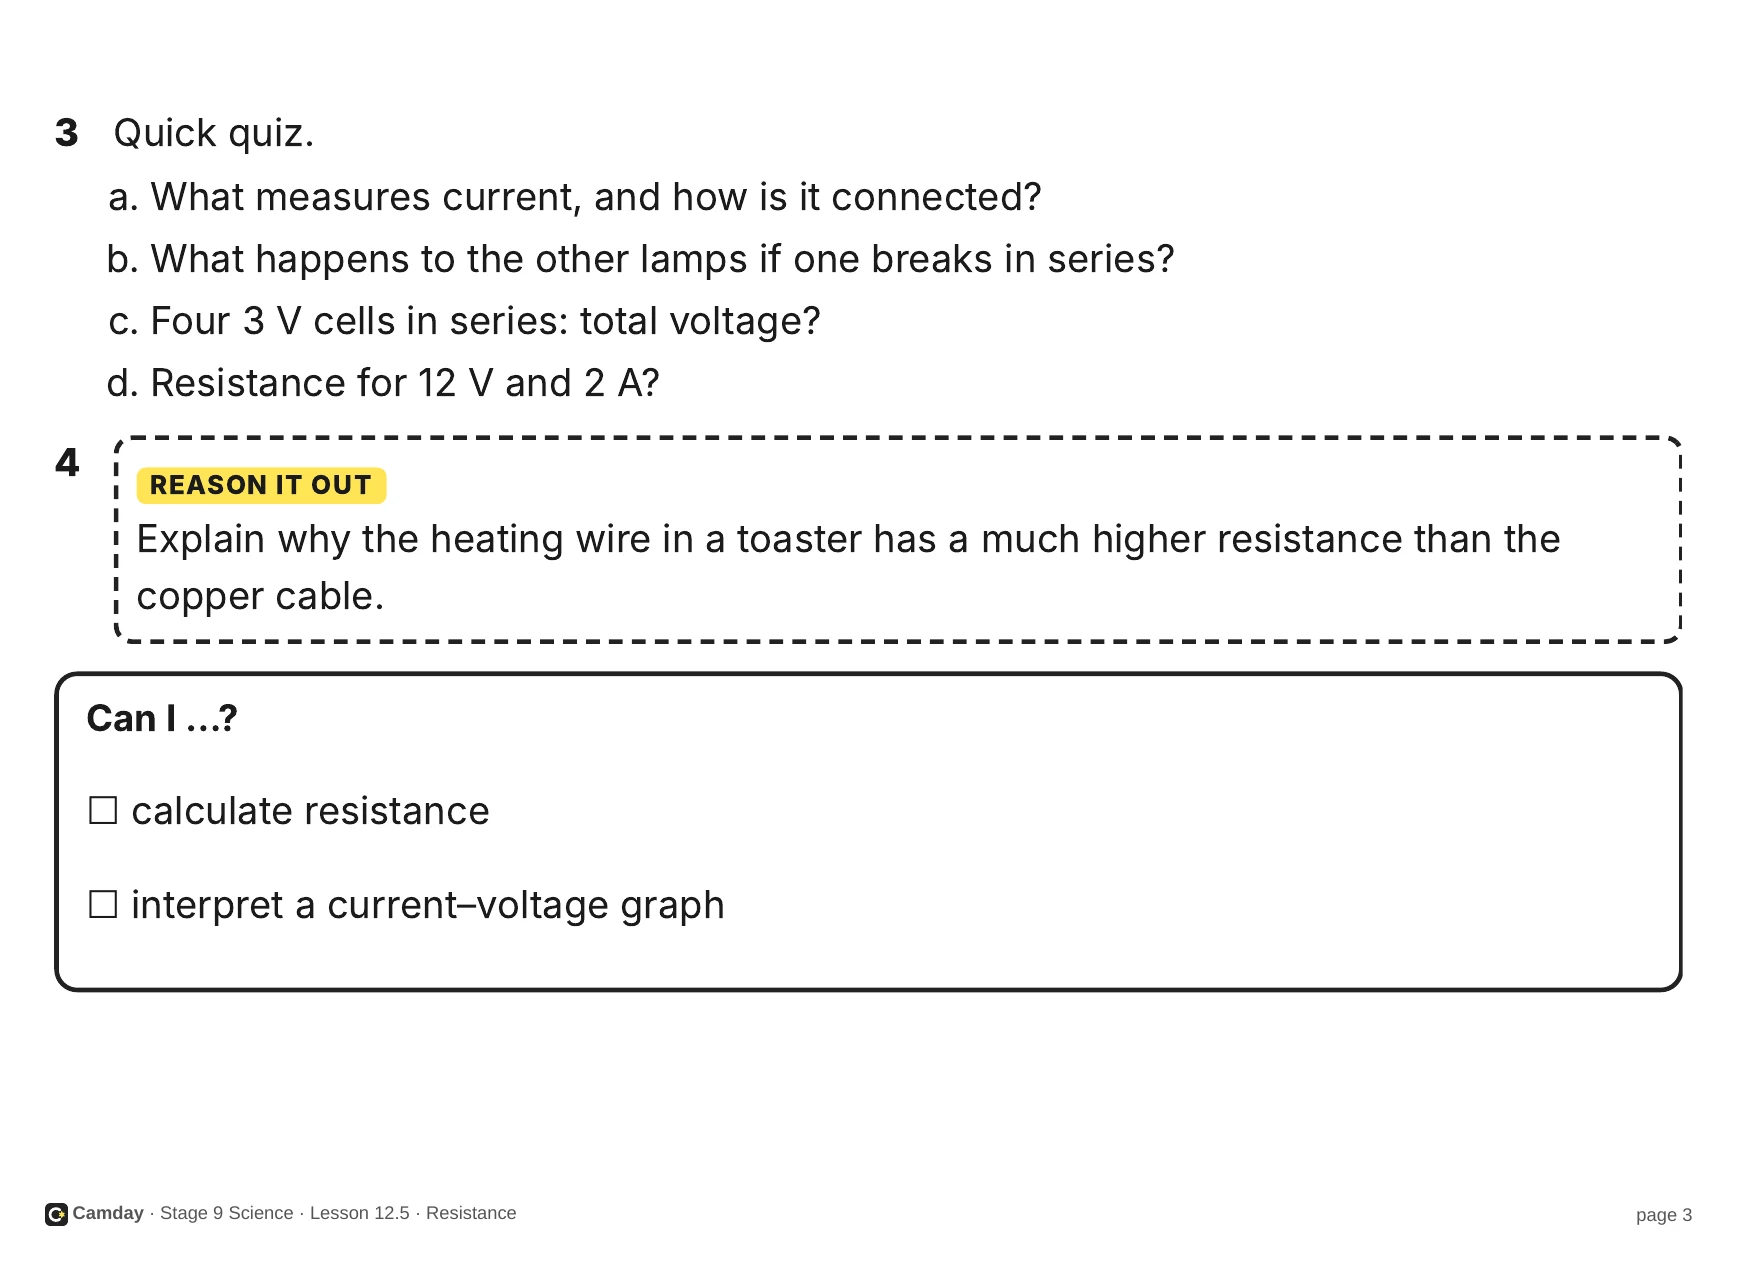 3 Quick quiz.
a. What measures current, and how is it connected?
b. What happens to the other lamps if one breaks in series?
c. Four 3 V cells in series: total voltage?
d. Resistance for 12 V and 2 A?
4
REASON IT OUT
Explain why the heating wire in a toaster has a much higher resistance than the
copper cable.
Can I …?
☐ calculate resistance
☐ interpret a current–voltage graph
Camday · Stage 9 Science · Lesson 12.5 · Resistance
page 3